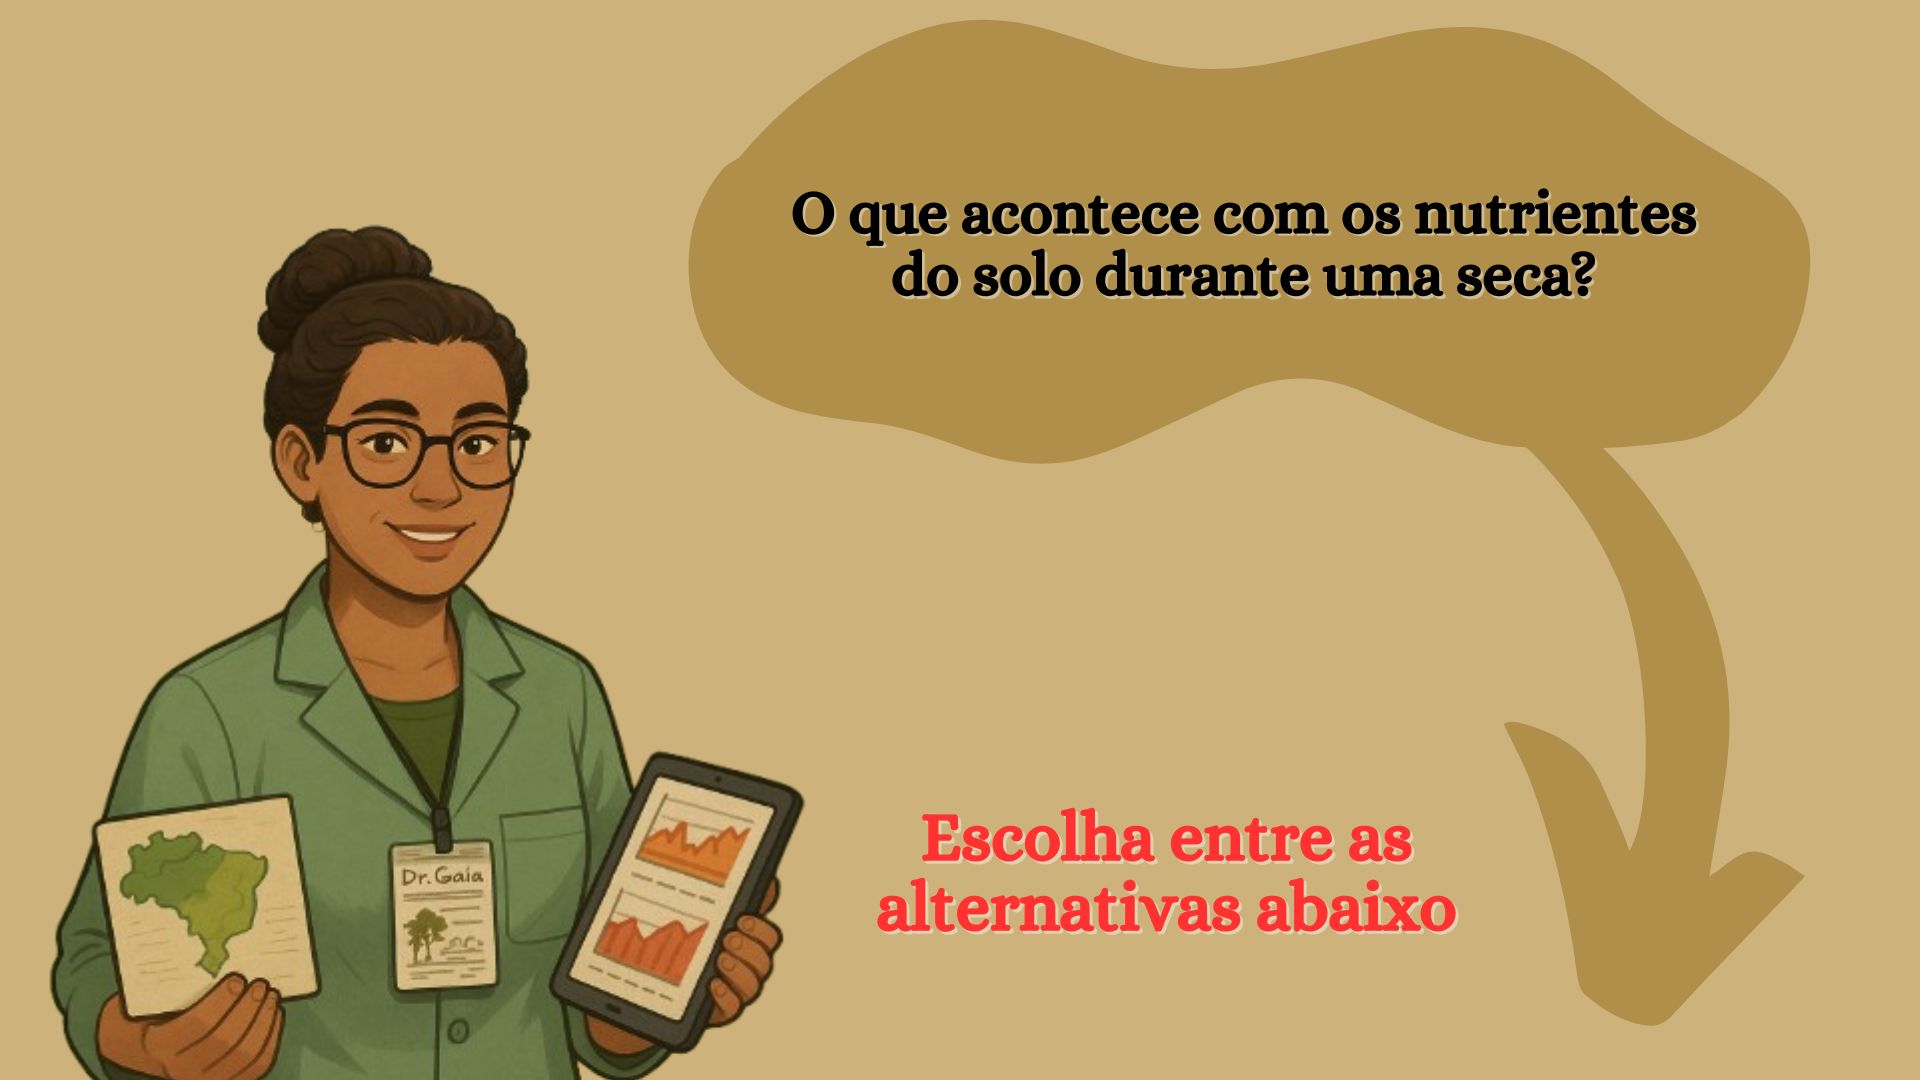 O que acontece com os nutrientes
do solo durante uma seca?
Dr. Gaia
Escolha entre as
alternativas abaixo